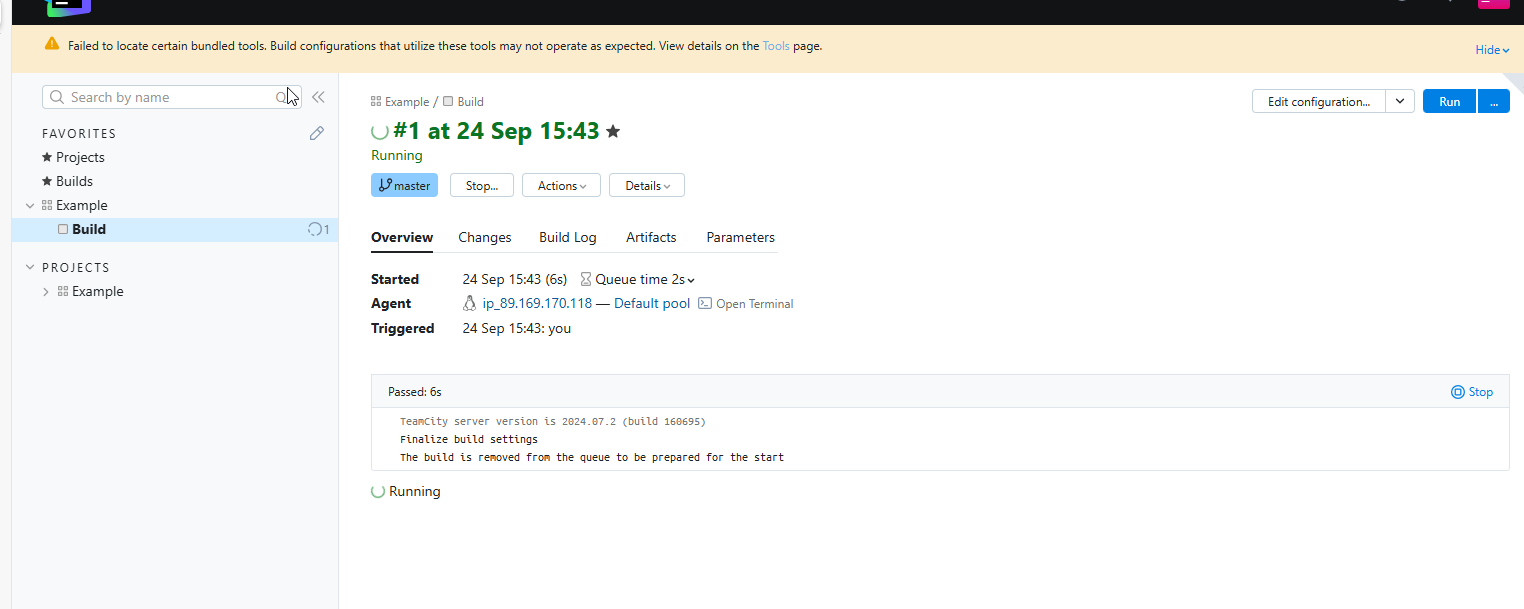 Failed to locate certain bundled tools. Build configurations that utilize these tools may not operate as expected. View details on the Tools page.
Hide
Search by name
FAVORITES
Projects
Builds
Example
Build 1
PROJECTS
Example
Example / Build
Edit configuration...
Run
...
#1 at 24 Sep 15:43
Running
master
Stop...
Actions
Details
Overview Changes Build Log Artifacts Parameters
Started 24 Sep 15:43 (6s) Queue time 2s
Agent ip_89.169.170.118 — Default pool Open Terminal
Triggered 24 Sep 15:43: you
Passed: 6s
Stop
TeamCity server version is 2024.07.2 (build 160695)
Finalize build settings
The build is removed from the queue to be prepared for the start
Running